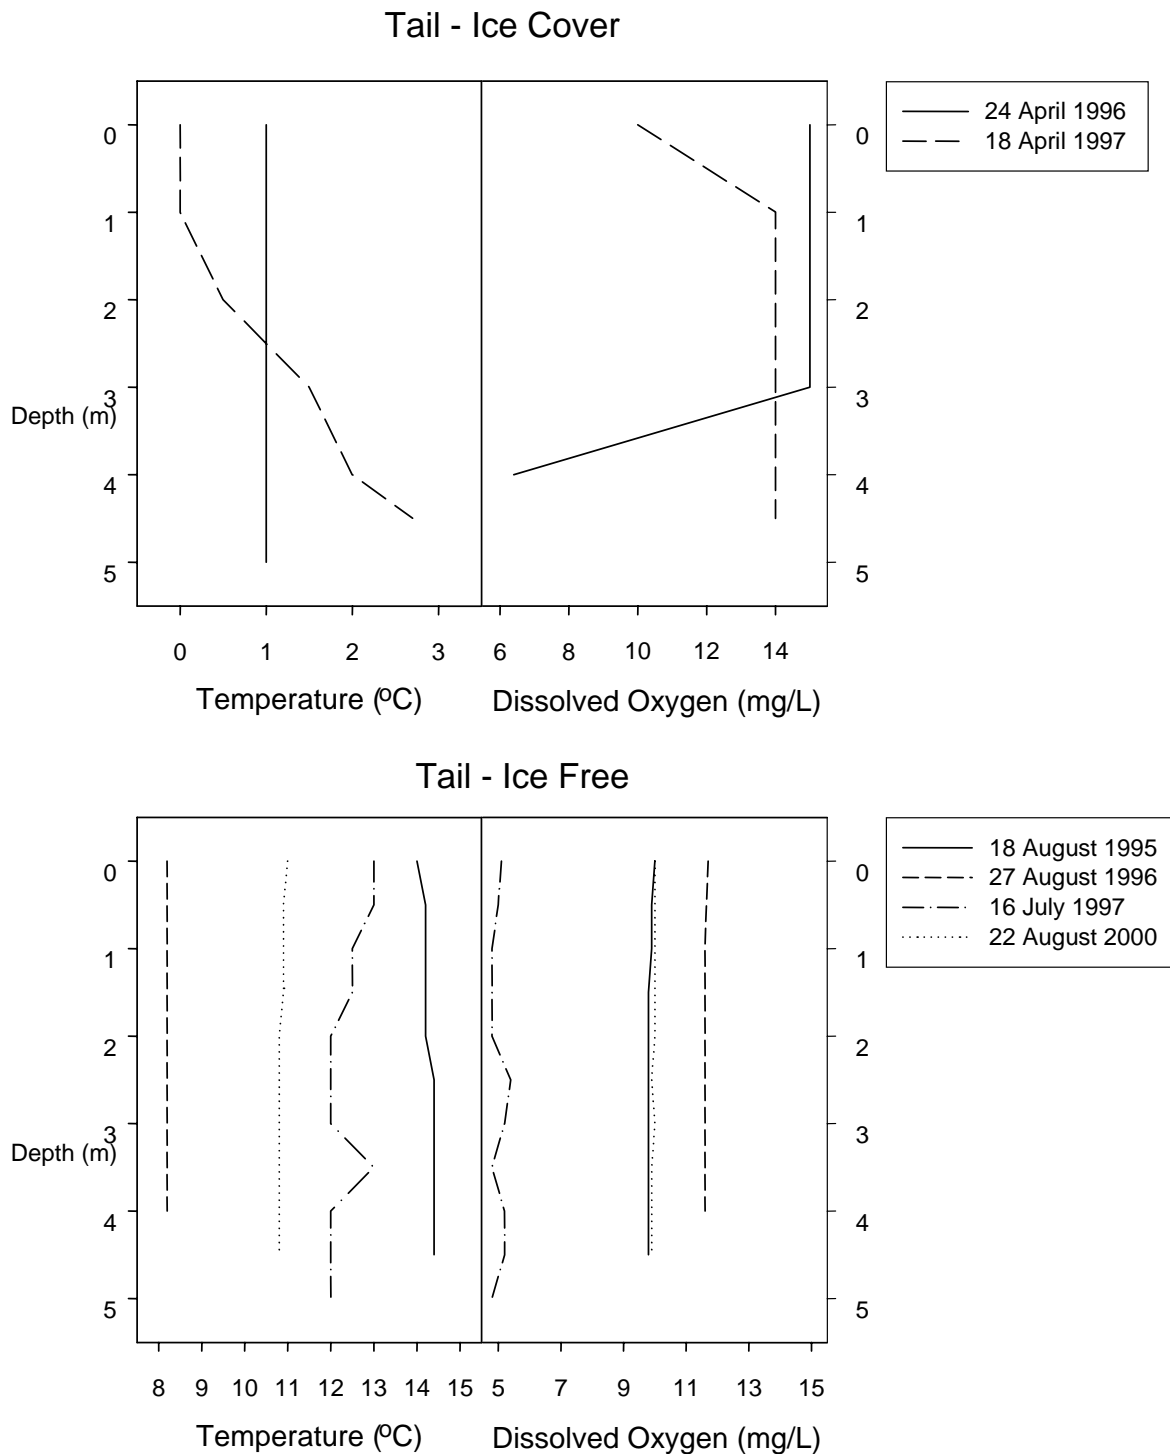 Tail - Ice Cover
24 April 1996
18 April 1997
0 0
1 1
2 2
3 3
Depth (m)
4 4
5 5
0 1 2 3 6 8 10 12 14
Temperature (ºC) Dissolved Oxygen (mg/L)
Tail - Ice Free
18 August 1995
27 August 1996
16 July 1997
22 August 2000
0 0
1 1
2 2
3 3
Depth (m)
4 4
5 5
8 9 10 11 12 13 14 15 5 7 9 11 13 15
Temperature (ºC) Dissolved Oxygen (mg/L)